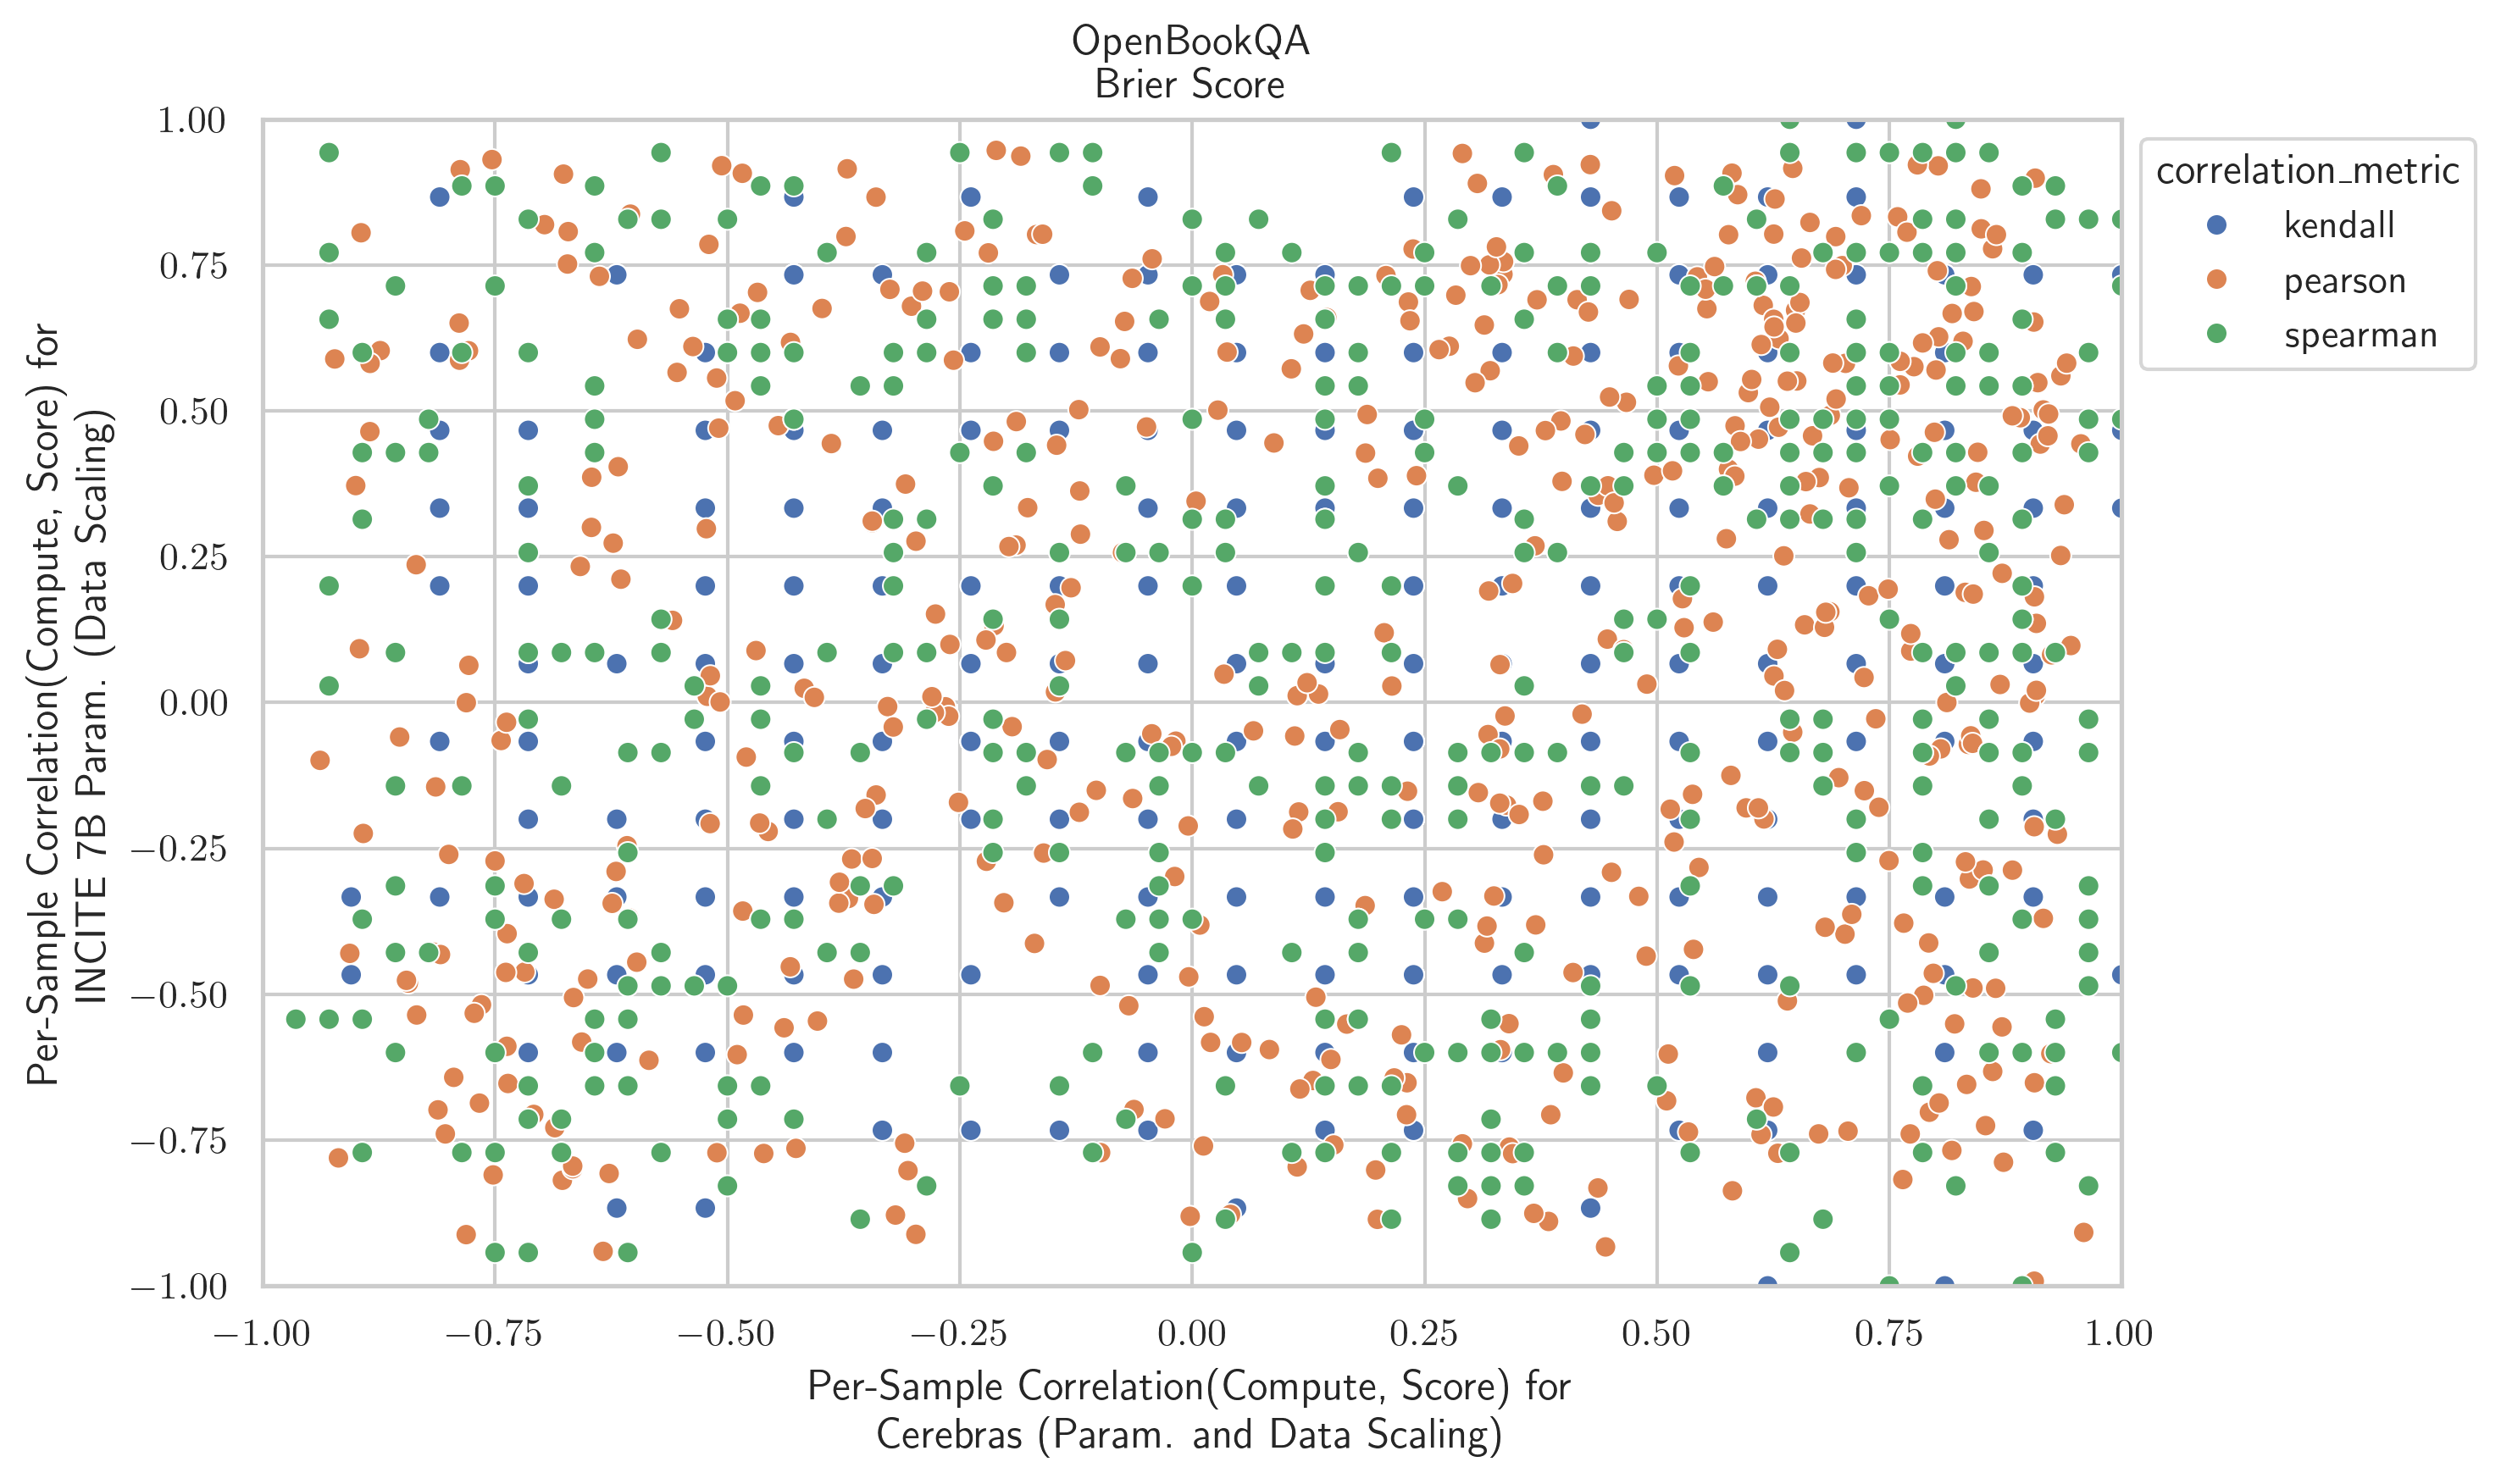 OpenBookQA
Brier Score
Per-Sample Correlation(Compute, Score) for
INCITE 7B Param. (Data Scaling)
1.00
0.75
0.50
0.25
0.00
−0.25
−0.50
−0.75
−1.00
−1.00
−0.75
−0.50
−0.25
0.00
0.25
0.50
0.75
1.00
Per-Sample Correlation(Compute, Score) for
Cerebras (Param. and Data Scaling)
correlation_metric
kendall
pearson
spearman